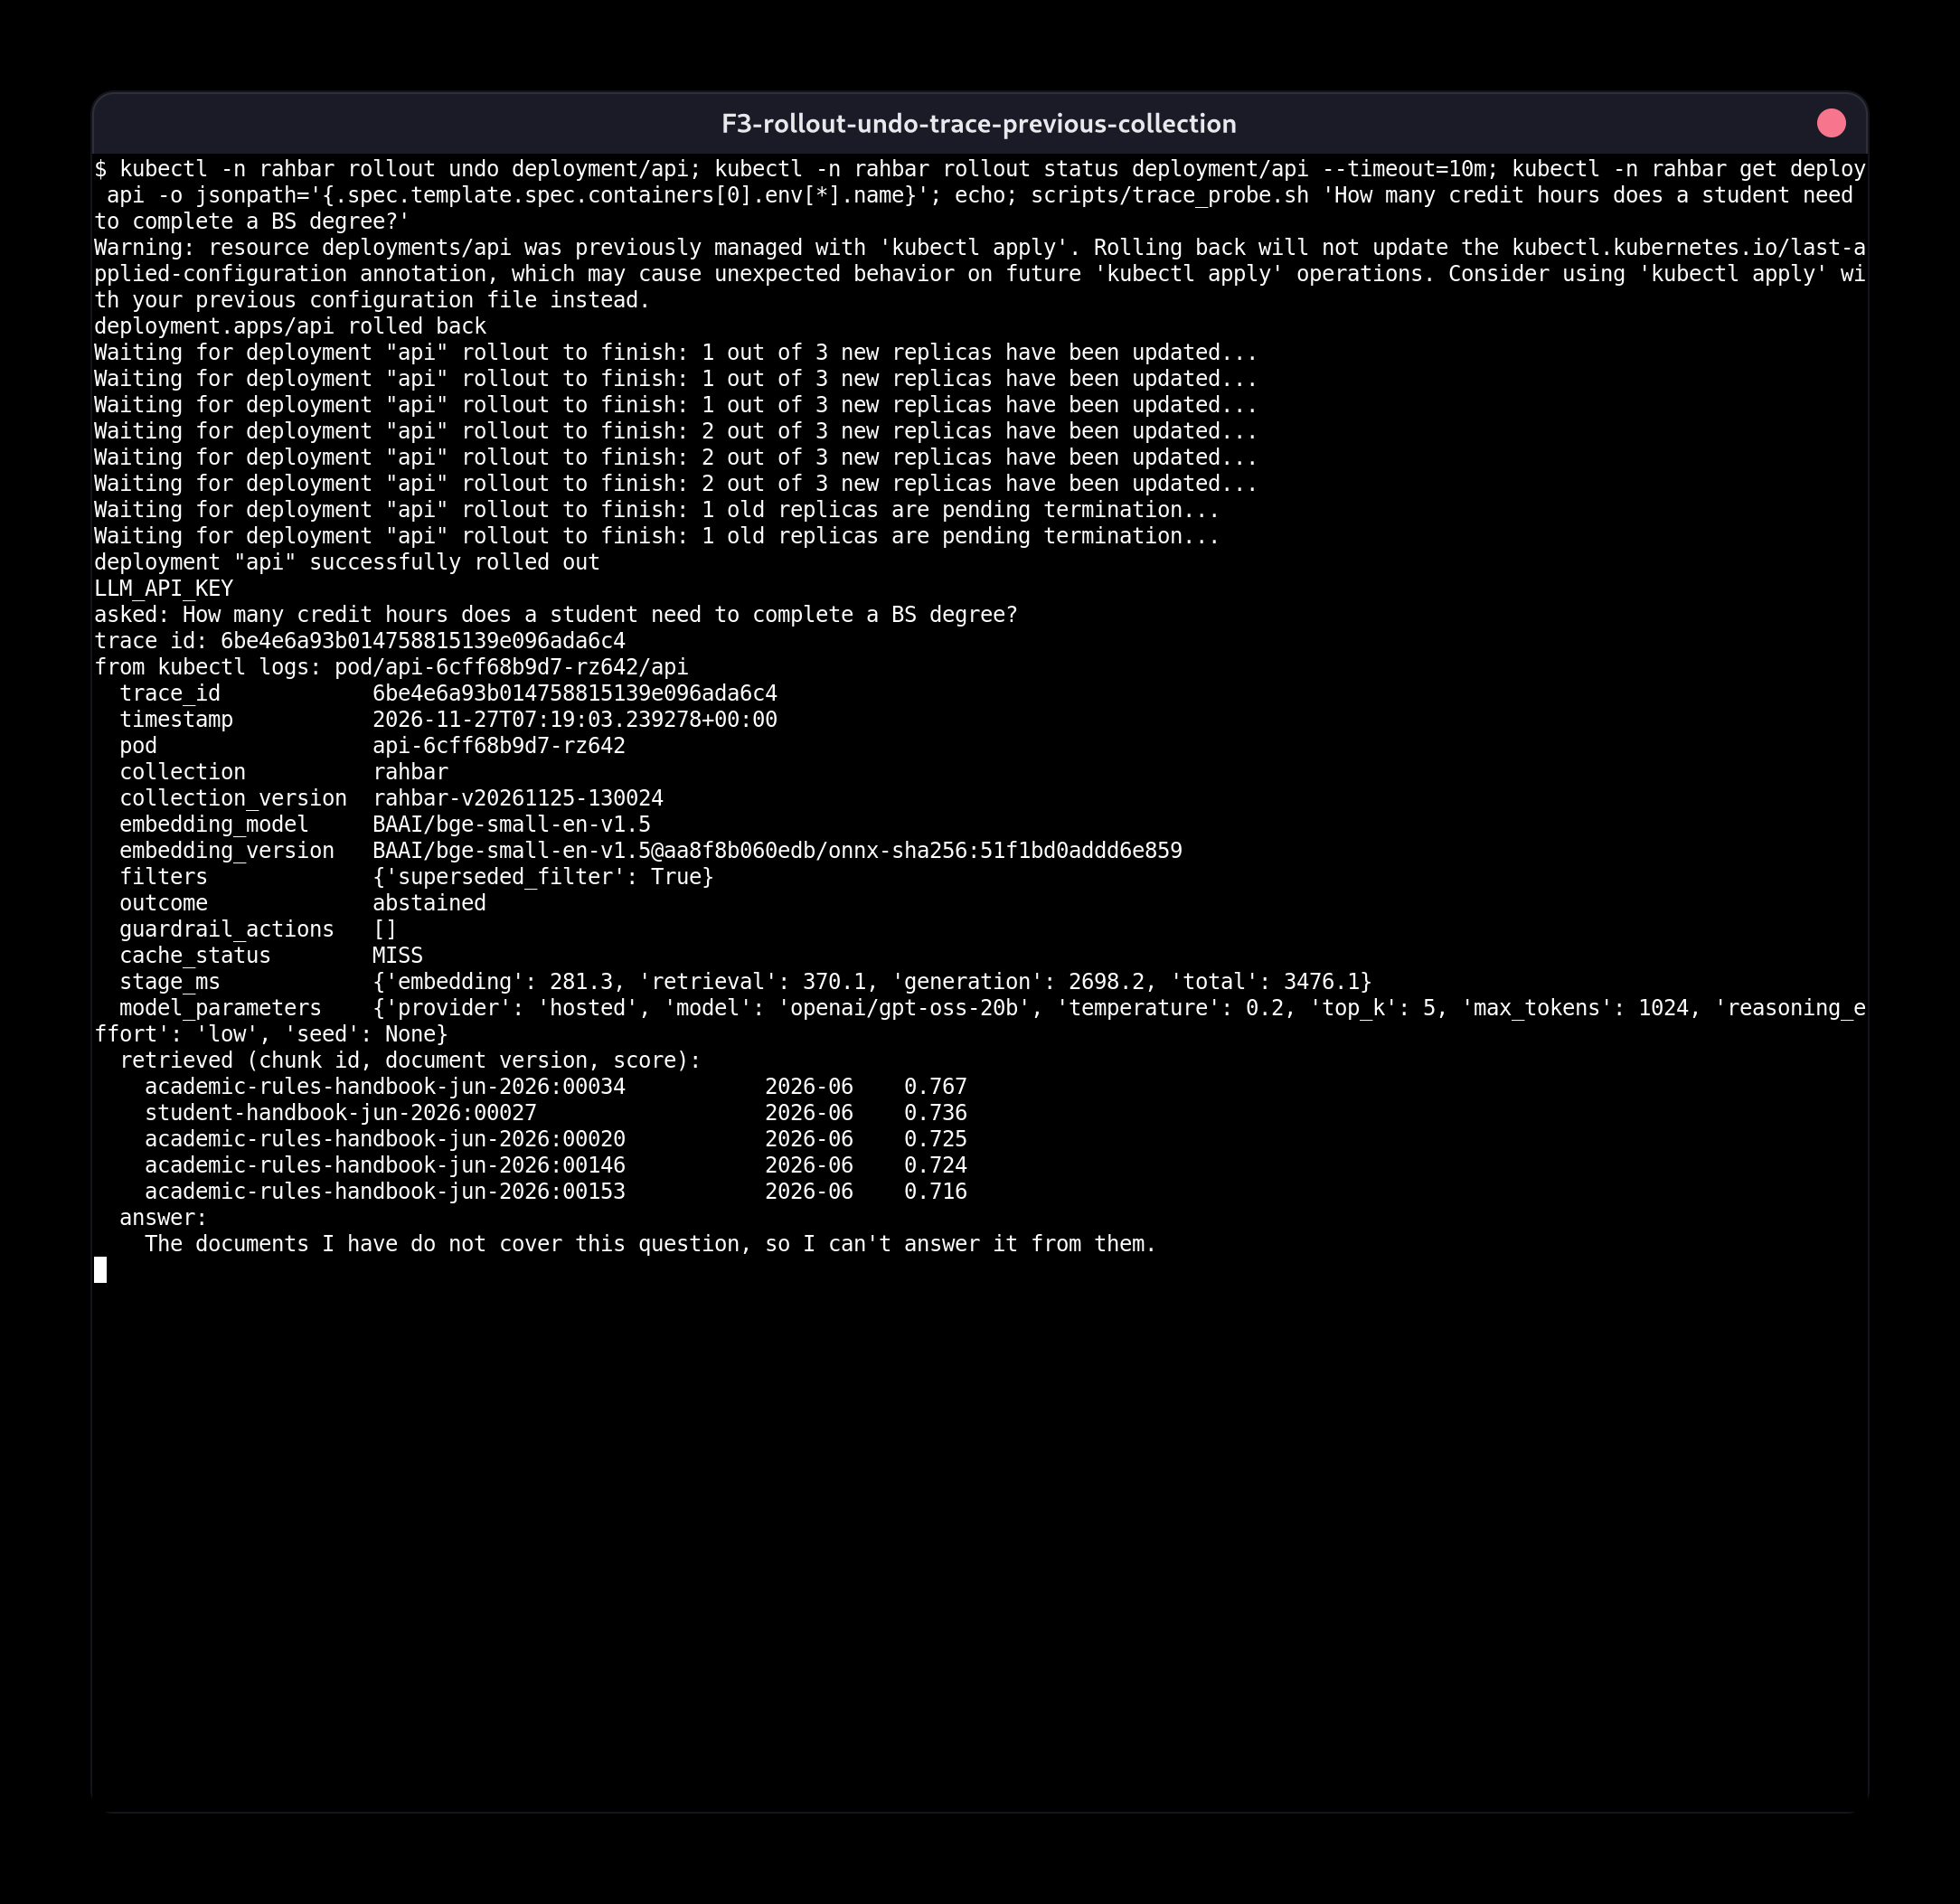 F3-rollout-undo-trace-previous-collection
$ kubectl -n rahbar rollout undo deployment/api; kubectl -n rahbar rollout status deployment/api --timeout=10m; kubectl -n rahbar get deploy
 api -o jsonpath='{.spec.template.spec.containers[0].env[*].name}'; echo; scripts/trace_probe.sh 'How many credit hours does a student need
to complete a BS degree?'
Warning: resource deployments/api was previously managed with 'kubectl apply'. Rolling back will not update the kubectl.kubernetes.io/last-a
pplied-configuration annotation, which may cause unexpected behavior on future 'kubectl apply' operations. Consider using 'kubectl apply' wi
th your previous configuration file instead.
deployment.apps/api rolled back
Waiting for deployment "api" rollout to finish: 1 out of 3 new replicas have been updated...
Waiting for deployment "api" rollout to finish: 1 out of 3 new replicas have been updated...
Waiting for deployment "api" rollout to finish: 1 out of 3 new replicas have been updated...
Waiting for deployment "api" rollout to finish: 2 out of 3 new replicas have been updated...
Waiting for deployment "api" rollout to finish: 2 out of 3 new replicas have been updated...
Waiting for deployment "api" rollout to finish: 2 out of 3 new replicas have been updated...
Waiting for deployment "api" rollout to finish: 1 old replicas are pending termination...
Waiting for deployment "api" rollout to finish: 1 old replicas are pending termination...
deployment "api" successfully rolled out
LLM_API_KEY
asked: How many credit hours does a student need to complete a BS degree?
trace id: 6be4e6a93b014758815139e096ada6c4
from kubectl logs: pod/api-6cff68b9d7-rz642/api
  trace_id            6be4e6a93b014758815139e096ada6c4
  timestamp           2026-11-27T07:19:03.239278+00:00
  pod                 api-6cff68b9d7-rz642
  collection          rahbar
  collection_version  rahbar-v20261125-130024
  embedding_model     BAAI/bge-small-en-v1.5
  embedding_version   BAAI/bge-small-en-v1.5@aa8f8b060edb/onnx-sha256:51f1bd0addd6e859
  filters             {'superseded_filter': True}
  outcome             abstained
  guardrail_actions   []
  cache_status        MISS
  stage_ms            {'embedding': 281.3, 'retrieval': 370.1, 'generation': 2698.2, 'total': 3476.1}
  model_parameters    {'provider': 'hosted', 'model': 'openai/gpt-oss-20b', 'temperature': 0.2, 'top_k': 5, 'max_tokens': 1024, 'reasoning_e
ffort': 'low', 'seed': None}
  retrieved (chunk id, document version, score):
    academic-rules-handbook-jun-2026:00034           2026-06    0.767
    student-handbook-jun-2026:00027                  2026-06    0.736
    academic-rules-handbook-jun-2026:00020           2026-06    0.725
    academic-rules-handbook-jun-2026:00146           2026-06    0.724
    academic-rules-handbook-jun-2026:00153           2026-06    0.716
  answer:
    The documents I have do not cover this question, so I can't answer it from them.